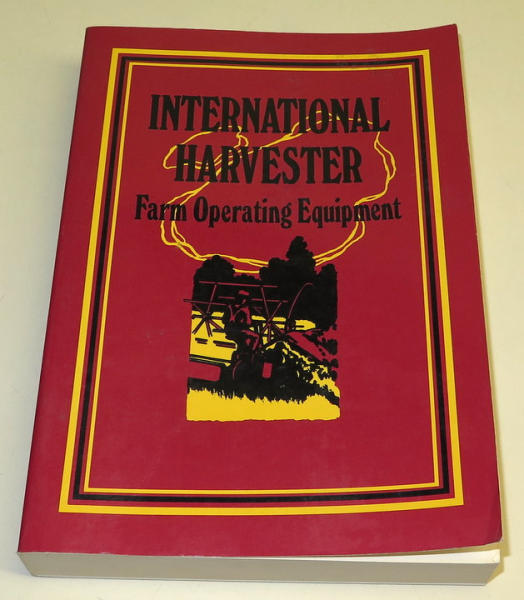 INTERNATIONAL
HARVESTER
Farm Operating Equipment